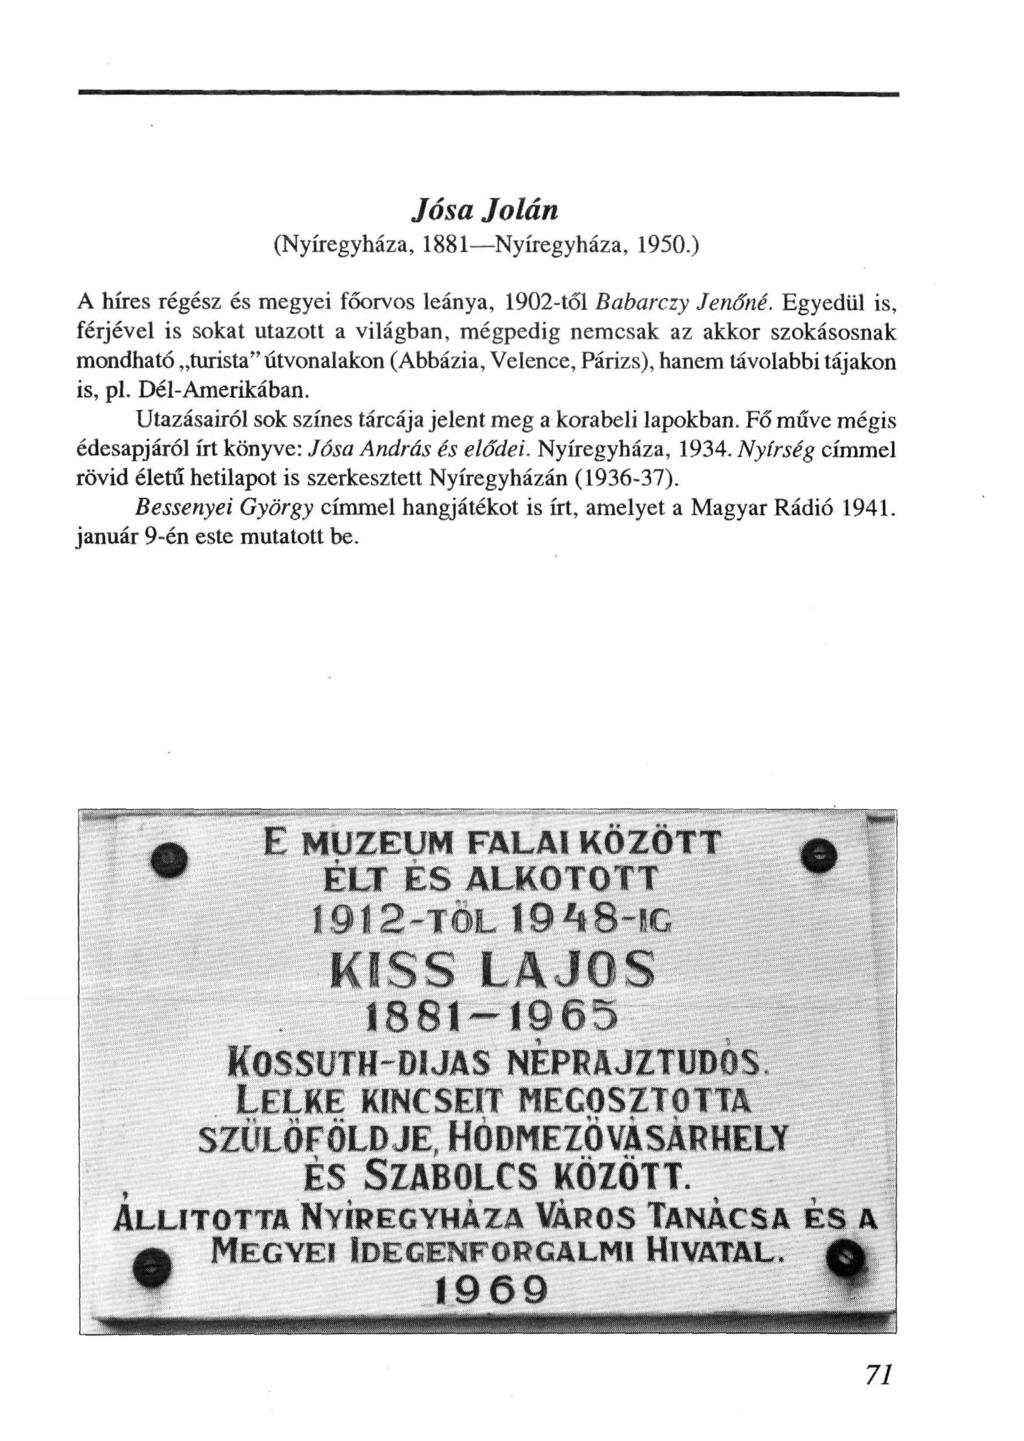 Jósa Jolán
(Nyíregyháza, 1881—Nyíregyháza, 1950.)
A híres régész és megyei főorvos leánya, 1902-től Babarczy Jenőné. Egyedül is,
férjével is sokat utazott a világban, mégpedig nemcsak az akkor szokásosnak
mondható „turista” útvonalakon (Abbázia, Velence, Párizs), hanem távolabbi tájakon
is, pl. Dél-Amerikában.
Utazásairól sok színes tárcája jelent meg a korabeli lapokban. Fő műve mégis
édesapjáról írt könyve: Jósa András és elődei. Nyíregyháza, 1934. Nyírség címmel
rövid életű hetilapot is szerkesztett Nyíregyházán (1936-37).
Bessenyei György címmel hangjátékot is írt, amelyet a Magyar Rádió 1941.
január 9-én este mutatott be.
E MUZEUM FALAI KÖZÖTT
ÉLT ÉS ALKOTOTT
1912-TÖL 1948-IG
KISS LAJOS
1881-1965
KOSSUTH-DIJAS NÉPRAJZTUDÓS.
LELKE KINCSEIT MEGOSZTOTTA
SZÜLÖFÖLDJE, HÓDMEZÖVÁSÁRHELY
ÉS SZABOLCS KÖZÖTT.
ÁLLITOTTA NYÍREGYHÁZA VÁROS TANÁCSA ÉS A
MEGYEI IDEGENFORGALMI HIVATAL.
1969
71